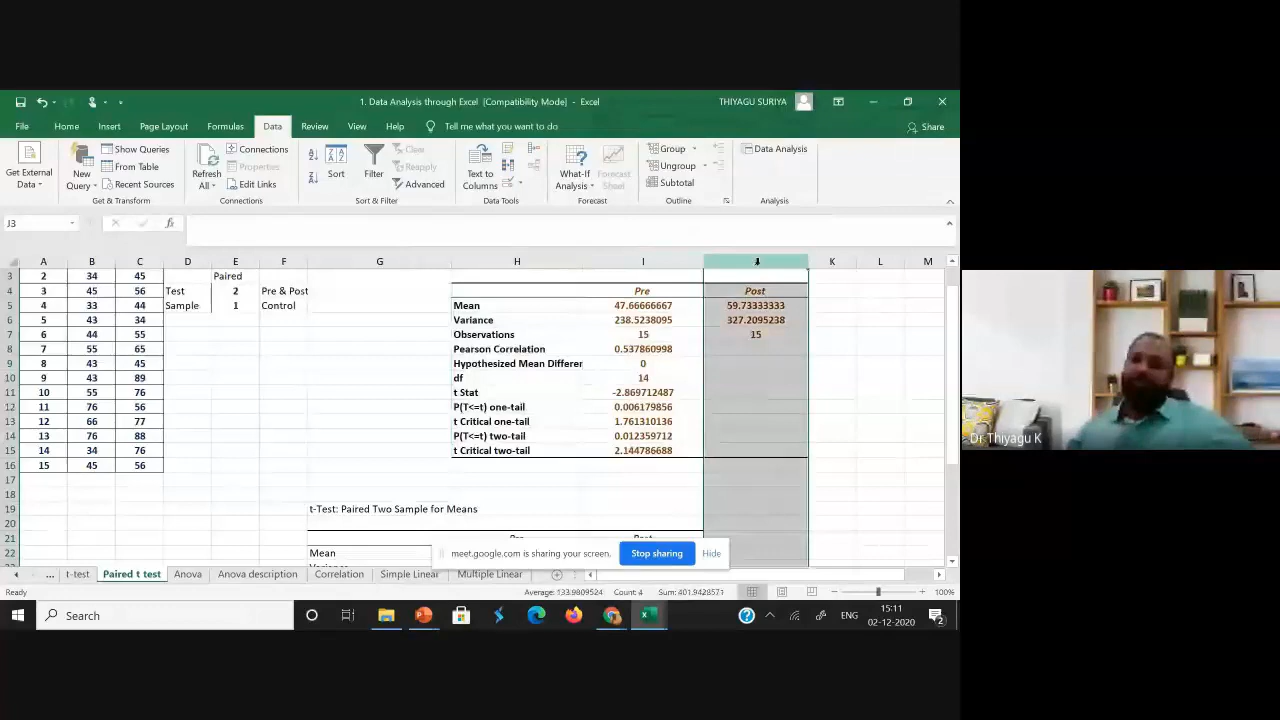 1. Data Analysis through Excel [Compatibility Mode] - Excel
THIYAGU SURIYA
File Home Insert Page Layout Formulas Data Review View Help Tell me what you want to do Share
Get External Data
New Query
Show Queries
From Table
Recent Sources
Get & Transform
Refresh All
Connections
Properties
Edit Links
Connections
Sort
Filter
Clear
Reapply
Advanced
Sort & Filter
Text to Columns
Data Tools
What-If Analysis
Forecast Sheet
Forecast
Group
Ungroup
Subtotal
Outline
Data Analysis
Analysis
J3 fx
A B C D E F G H I J K L M
3 2 34 45 Paired
4 3 45 56 Test 2 Pre & Post Pre Post
5 4 33 44 Sample 1 Control Mean 47.66666667 59.73333333
6 5 43 34 Variance 238.5238095 327.2095238
7 6 44 55 Observations 15 15
8 7 55 65 Pearson Correlation 0.537860998
9 8 43 45 Hypothesized Mean Differen 0
10 9 43 89 df 14
11 10 55 76 t Stat -2.869712487
12 11 76 56 P(T<=t) one-tail 0.006179856
13 12 66 77 t Critical one-tail 1.761310136
14 13 76 88 P(T<=t) two-tail 0.012359712
15 14 34 76 t Critical two-tail 2.144786688
16 15 45 56
17
18
19 t-Test: Paired Two Sample for Means
20
21
22 Mean
meet.google.com is sharing your screen. Stop sharing Hide
... t-test Paired t test Anova Anova description Correlation Simple Linear Multiple Linear
Ready Average: 133.9809524 Count: 4 Sum: 401.9428571 100%
Search
ENG
15:11
02-12-2020
2
Dr Thiyagu K